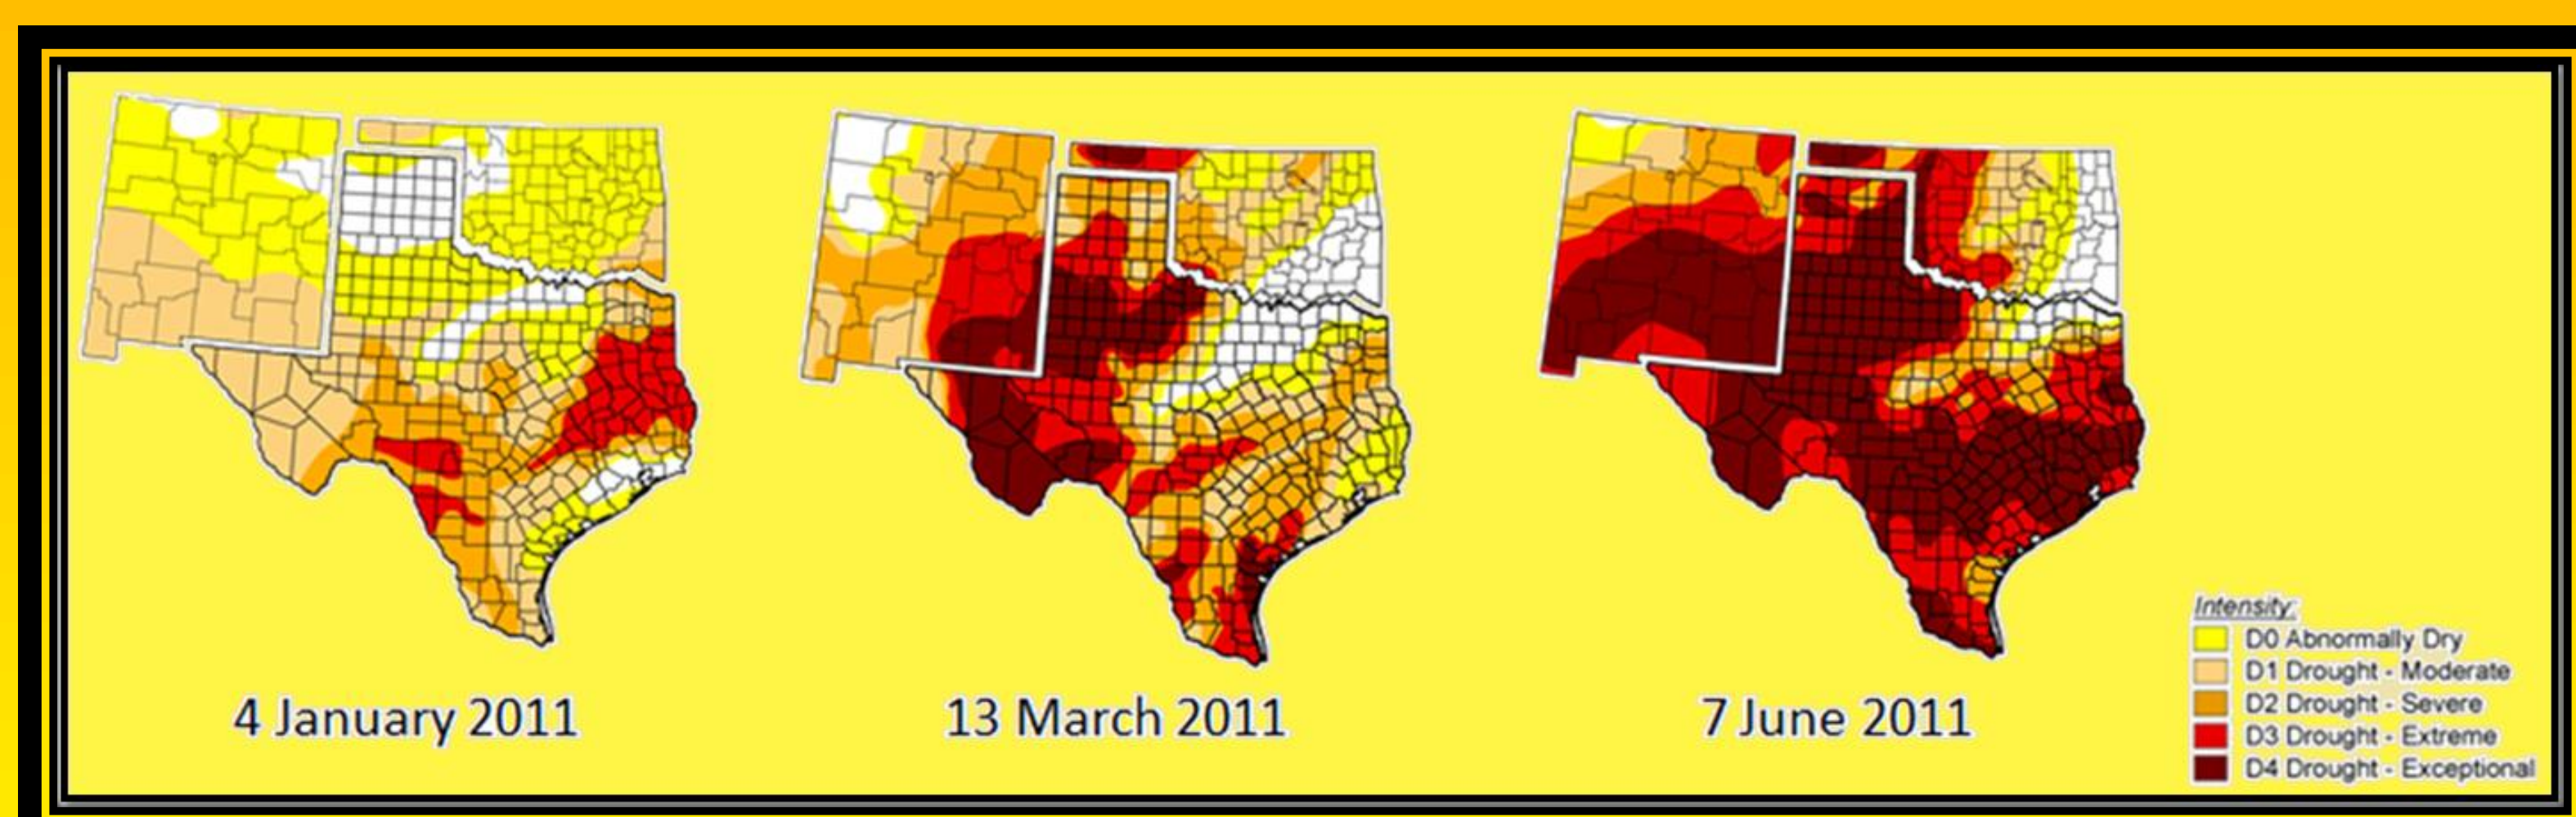 4 January 2011
13 March 2011
7 June 2011
Intensity:
D0 Abnormally Dry
D1 Drought - Moderate
D2 Drought - Severe
D3 Drought - Extreme
D4 Drought - Exceptional